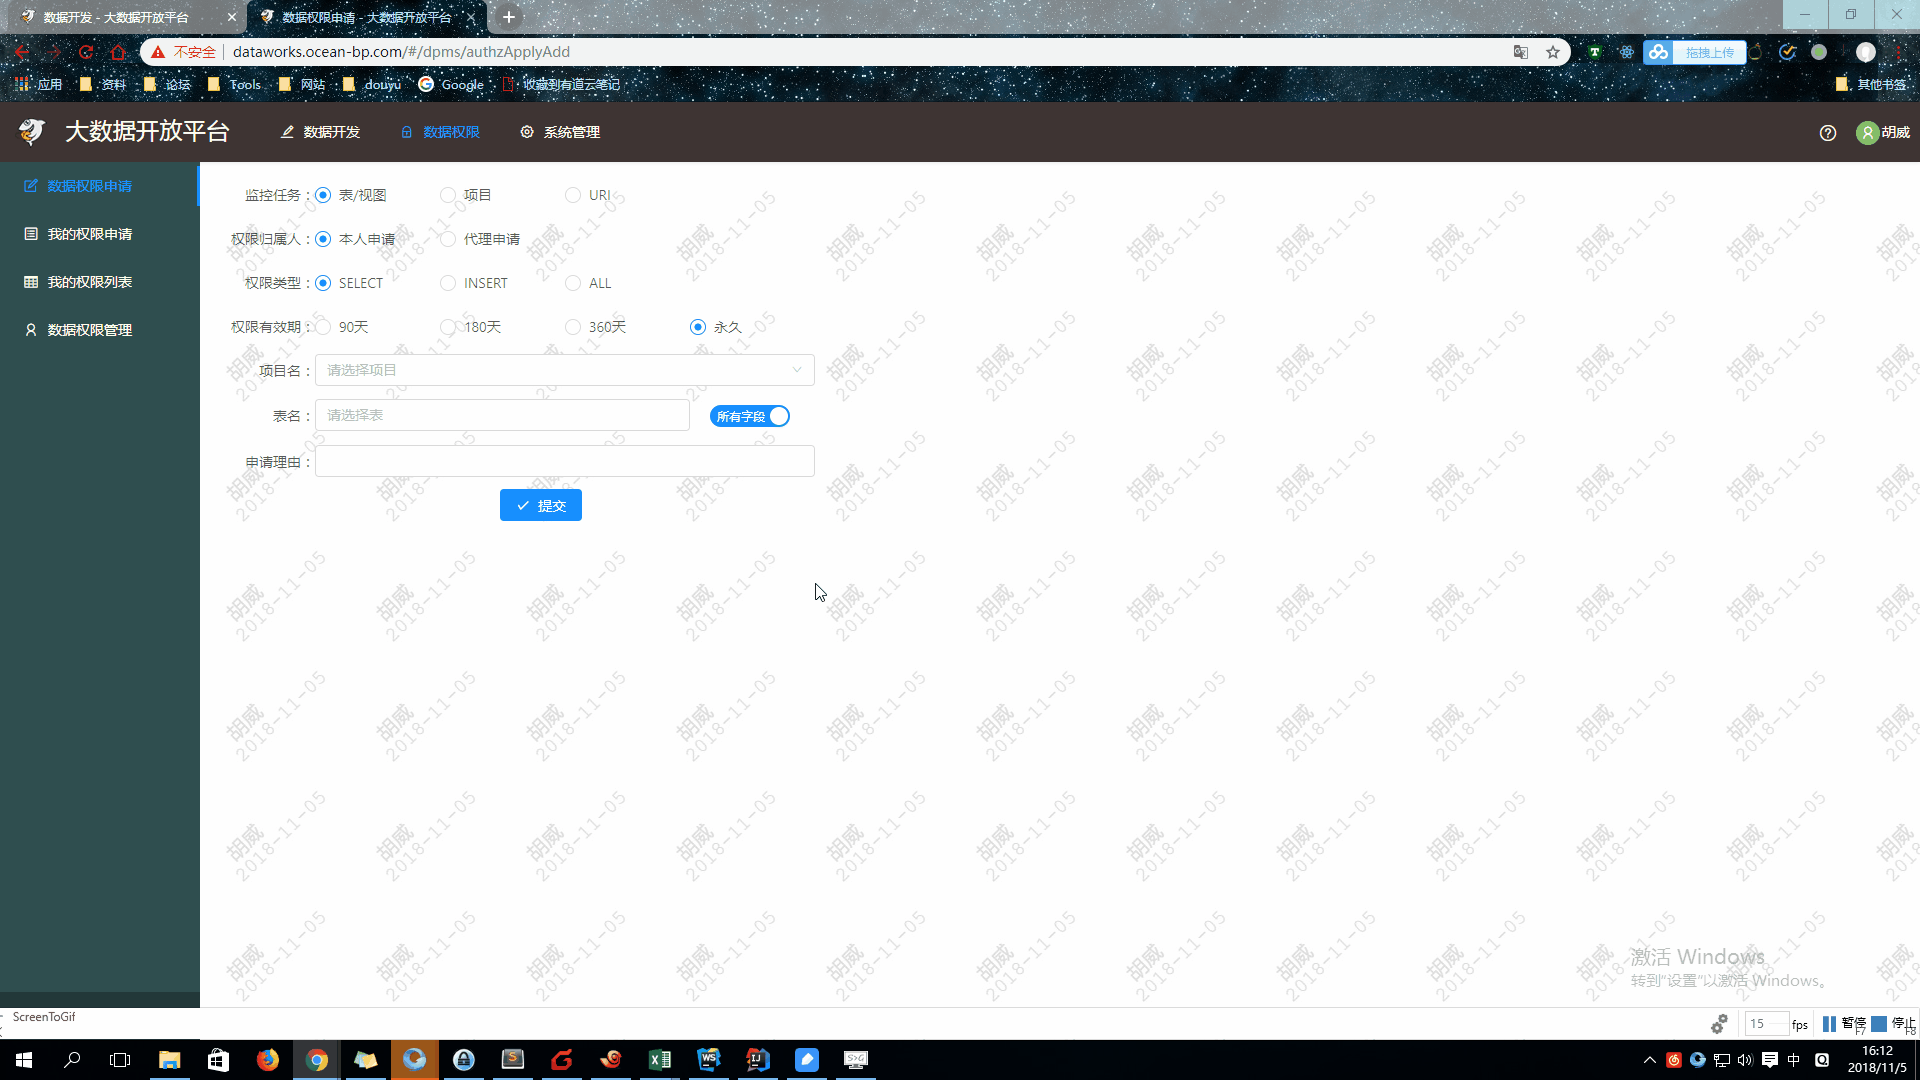 数据开发 - 大数据开放平台
数据权限申请 - 大数据开放平台
不安全 dataworks.ocean-bp.com/#/dpms/authzApplyAdd
拖拽上传
应用 资料 论坛 Tools 网站 douyu Google 收藏到有道云笔记 其他书签
大数据开放平台 数据开发 数据权限 系统管理 胡威
数据权限申请
我的权限申请
我的权限列表
数据权限管理
监控任务 : 表/视图 项目 URI
权限归属人 : 本人申请 代理申请
权限类型 : SELECT INSERT ALL
权限有效期 : 90天 180天 360天 永久
项目名 : 请选择项目
表名 : 请选择表 所有字段
申请理由 :
提交
胡威
2018-11-05
激活 Windows
转到"设置"以激活 Windows。
ScreenToGif
15 fps 暂停 F7 停止 F8
中
16:12
2018/11/5